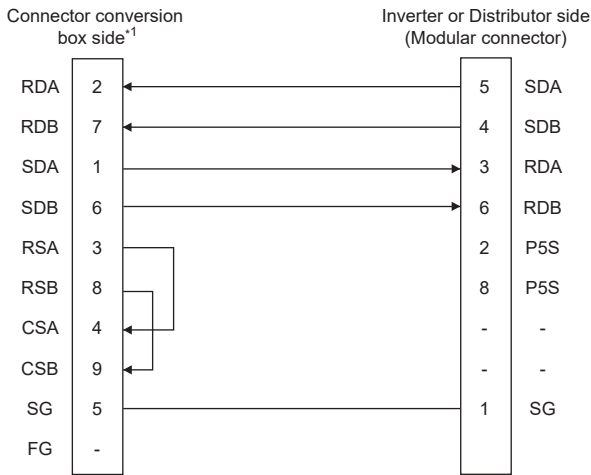 Connector conversion
box side*1
Inverter or Distributor side
(Modular connector)
RDA 2 5 SDA
RDB 7 4 SDB
SDA 1 3 RDA
SDB 6 6 RDB
RSA 3 2 P5S
RSB 8 8 P5S
CSA 4 - -
CSB 9 - -
SG 5 1 SG
FG -